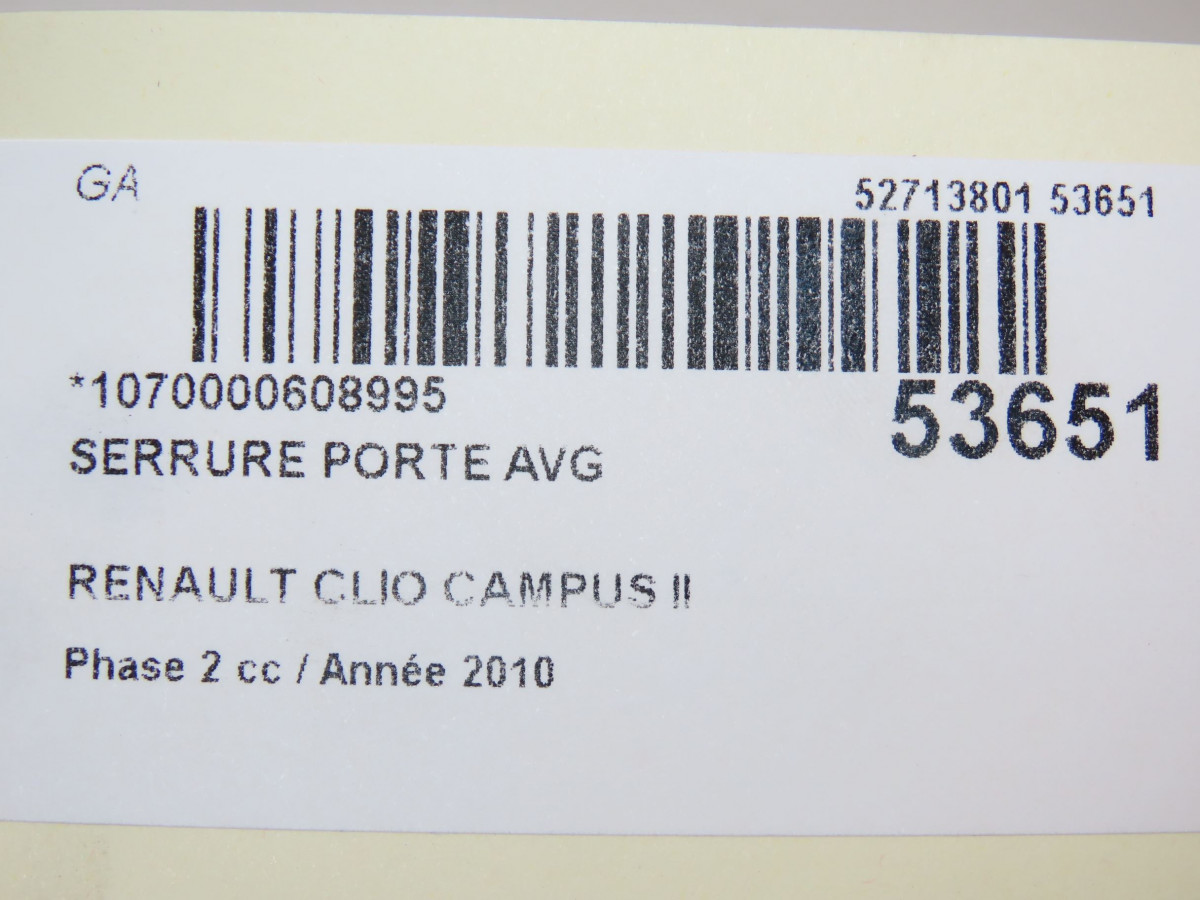 GA
52713801 53651
*1070000608995
53651
SERRURE PORTE AVG
RENAULT CLIO CAMPUS II
Phase 2 cc / Année 2010